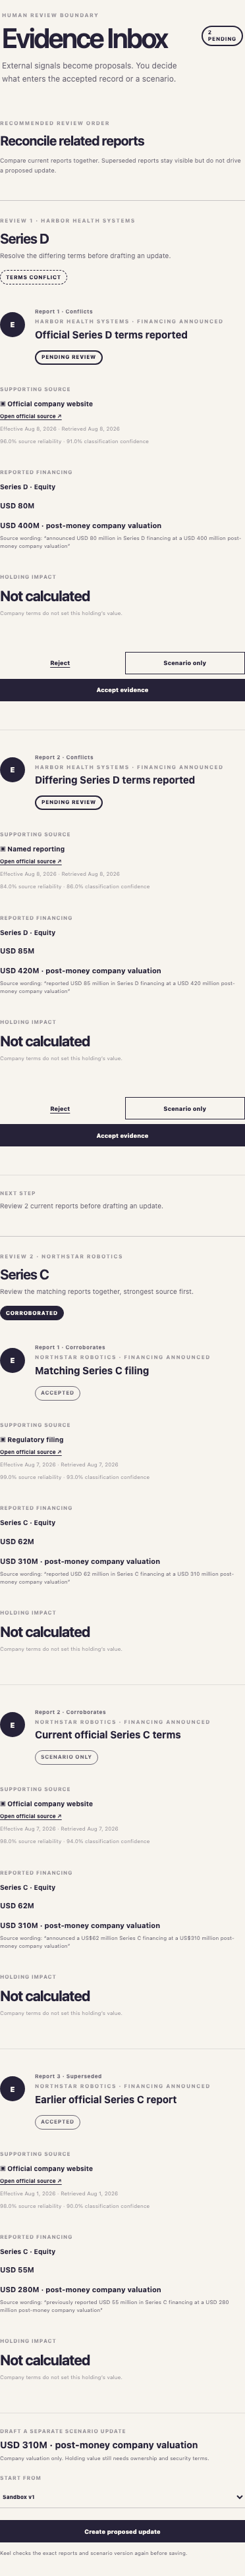 HUMAN REVIEW BOUNDARY
Evidence Inbox
2
PENDING
External signals become proposals. You decide
what enters the accepted record or a scenario.
RECOMMENDED REVIEW ORDER
Reconcile related reports
Compare current reports together. Superseded reports stay visible but do not drive
a proposed update.
REVIEW 1 · HARBOR HEALTH SYSTEMS
Series D
Resolve the differing terms before drafting an update.
TERMS CONFLICT
E
Report 1 · Conflicts
HARBOR HEALTH SYSTEMS · FINANCING ANNOUNCED
Official Series D terms reported
PENDING REVIEW
SUPPORTING SOURCE
▣ Official company website
Open official source ↗
Effective Aug 8, 2026 · Retrieved Aug 8, 2026
96.0% source reliability · 91.0% classification confidence
REPORTED FINANCING
Series D · Equity
USD 80M
USD 400M · post-money company valuation
Source wording: "announced USD 80 million in Series D financing at a USD 400 million post-
money company valuation"
HOLDING IMPACT
Not calculated
Company terms do not set this holding's value.
Reject
Scenario only
Accept evidence
E
Report 2 · Conflicts
HARBOR HEALTH SYSTEMS · FINANCING ANNOUNCED
Differing Series D terms reported
PENDING REVIEW
SUPPORTING SOURCE
▣ Named reporting
Open official source ↗
Effective Aug 8, 2026 · Retrieved Aug 8, 2026
84.0% source reliability · 86.0% classification confidence
REPORTED FINANCING
Series D · Equity
USD 85M
USD 420M · post-money company valuation
Source wording: "reported USD 85 million in Series D financing at a USD 420 million post-
money company valuation"
HOLDING IMPACT
Not calculated
Company terms do not set this holding's value.
Reject
Scenario only
Accept evidence
NEXT STEP
Review 2 current reports before drafting an update.
REVIEW 2 · NORTHSTAR ROBOTICS
Series C
Review the matching reports together, strongest source first.
CORROBORATED
E
Report 1 · Corroborates
NORTHSTAR ROBOTICS · FINANCING ANNOUNCED
Matching Series C filing
ACCEPTED
SUPPORTING SOURCE
▣ Regulatory filing
Open official source ↗
Effective Aug 7, 2026 · Retrieved Aug 7, 2026
99.0% source reliability · 93.0% classification confidence
REPORTED FINANCING
Series C · Equity
USD 62M
USD 310M · post-money company valuation
Source wording: "reported USD 62 million in Series C financing at a USD 310 million post-
money company valuation"
HOLDING IMPACT
Not calculated
Company terms do not set this holding's value.
E
Report 2 · Corroborates
NORTHSTAR ROBOTICS · FINANCING ANNOUNCED
Current official Series C terms
SCENARIO ONLY
SUPPORTING SOURCE
▣ Official company website
Open official source ↗
Effective Aug 7, 2026 · Retrieved Aug 7, 2026
98.0% source reliability · 94.0% classification confidence
REPORTED FINANCING
Series C · Equity
USD 62M
USD 310M · post-money company valuation
Source wording: "announced a US$62 million Series C financing at a US$310 million post-
money company valuation"
HOLDING IMPACT
Not calculated
Company terms do not set this holding's value.
E
Report 3 · Superseded
NORTHSTAR ROBOTICS · FINANCING ANNOUNCED
Earlier official Series C report
ACCEPTED
SUPPORTING SOURCE
▣ Official company website
Open official source ↗
Effective Aug 1, 2026 · Retrieved Aug 1, 2026
98.0% source reliability · 90.0% classification confidence
REPORTED FINANCING
Series C · Equity
USD 55M
USD 280M · post-money company valuation
Source wording: "previously reported USD 55 million in Series C financing at a USD 280
million post-money company valuation"
HOLDING IMPACT
Not calculated
Company terms do not set this holding's value.
DRAFT A SEPARATE SCENARIO UPDATE
USD 310M · post-money company valuation
Company valuation only. Holding value still needs ownership and security terms.
START FROM
Sandbox v1
Create proposed update
Keel checks the exact reports and scenario version again before saving.